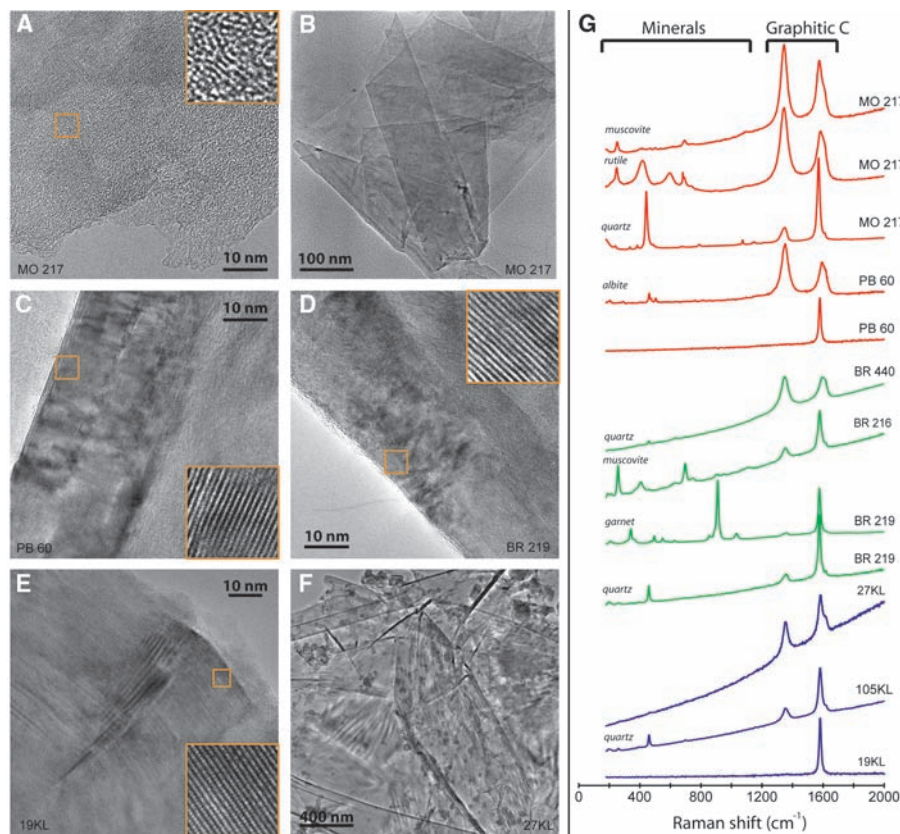 A
10 nm
MO 217
B
100 nm
MO 217
C
10 nm
PB 60
D
10 nm
BR 219
E
10 nm
19KL
F
400 nm
27KL
G
Minerals
Graphitic C
MO 217
muscovite
MO 217
rutile
MO 217
quartz
PB 60
albite
PB 60
BR 440
quartz
BR 216
muscovite
BR 219
garnet
BR 219
quartz
27KL
105KL
quartz
19KL
400 800 1200 1600 2000
Raman shift (cm⁻¹)